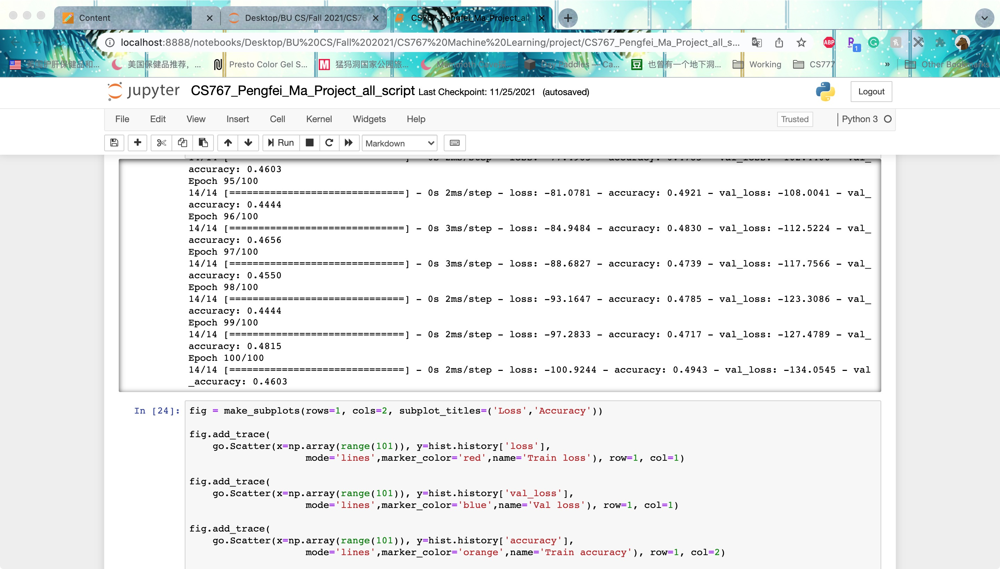 Content
Desktop/BU CS/Fall 2021/CS76
CS767_Pengfei_Ma_Project_all
localhost:8888/notebooks/Desktop/BU%20CS/Fall%202021/CS767%20Machine%20Learning/project/CS767_Pengfei_Ma_Project_all_s...
ABP
1
美国护肝保健品和...
美国保健品推荐，...
Presto Color Gel S...
猛犸洞国家公园旅...
Mammoth Cave探...
Day Paddles — Ca...
也曾有一个地下洞...
Working
CS777
»
Other Bookmarks
jupyter CS767_Pengfei_Ma_Project_all_script Last Checkpoint: 11/25/2021 (autosaved)
Logout
File Edit View Insert Cell Kernel Widgets Help
Trusted
Python 3
Run
Markdown
accuracy: 0.4603
Epoch 95/100
14/14 [==============================] - 0s 2ms/step - loss: -81.0781 - accuracy: 0.4921 - val_loss: -108.0041 - val_
accuracy: 0.4444
Epoch 96/100
14/14 [==============================] - 0s 3ms/step - loss: -84.9484 - accuracy: 0.4830 - val_loss: -112.5224 - val_
accuracy: 0.4656
Epoch 97/100
14/14 [==============================] - 0s 3ms/step - loss: -88.6827 - accuracy: 0.4739 - val_loss: -117.7566 - val_
accuracy: 0.4550
Epoch 98/100
14/14 [==============================] - 0s 2ms/step - loss: -93.1647 - accuracy: 0.4785 - val_loss: -123.3086 - val_
accuracy: 0.4444
Epoch 99/100
14/14 [==============================] - 0s 2ms/step - loss: -97.2833 - accuracy: 0.4717 - val_loss: -127.4789 - val_
accuracy: 0.4815
Epoch 100/100
14/14 [==============================] - 0s 2ms/step - loss: -100.9244 - accuracy: 0.4943 - val_loss: -134.0545 - val
_accuracy: 0.4603
In [24]: fig = make_subplots(rows=1, cols=2, subplot_titles=('Loss','Accuracy'))
fig.add_trace(
    go.Scatter(x=np.array(range(101)), y=hist.history['loss'],
                    mode='lines',marker_color='red',name='Train loss'), row=1, col=1)
fig.add_trace(
    go.Scatter(x=np.array(range(101)), y=hist.history['val_loss'],
                    mode='lines',marker_color='blue',name='Val loss'), row=1, col=1)
fig.add_trace(
    go.Scatter(x=np.array(range(101)), y=hist.history['accuracy'],
                    mode='lines',marker_color='orange',name='Train accuracy'), row=1, col=2)